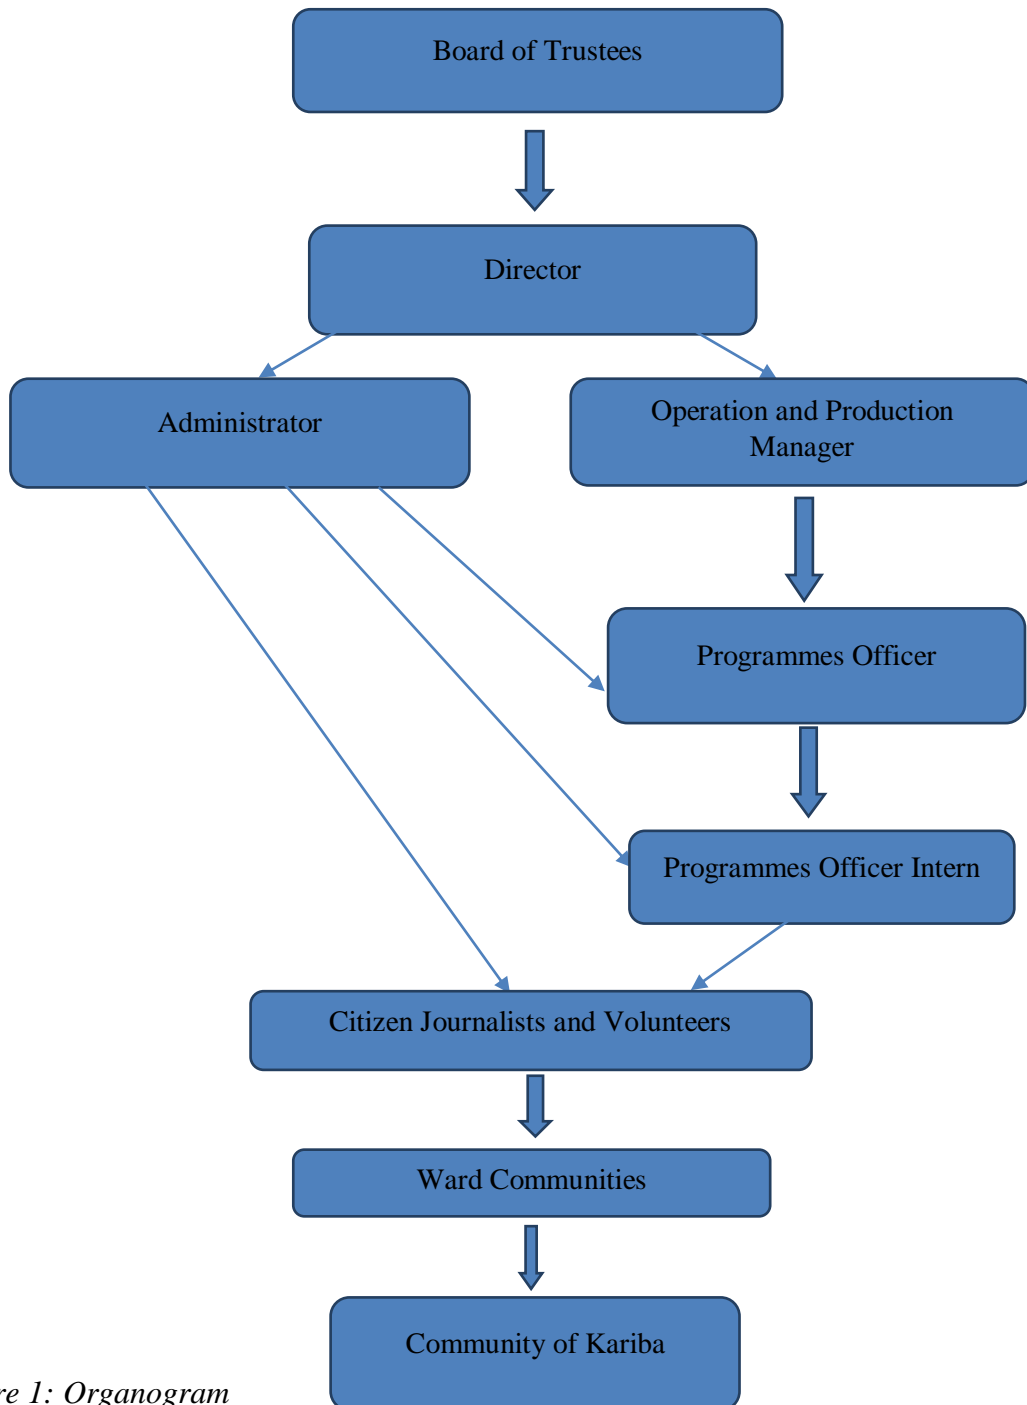 Board of Trustees
Director
Administrator
Operation and Production
Manager
Programmes Officer
Programmes Officer Intern
Citizen Journalists and Volunteers
Ward Communities
Community of Kariba
re 1: Organogram